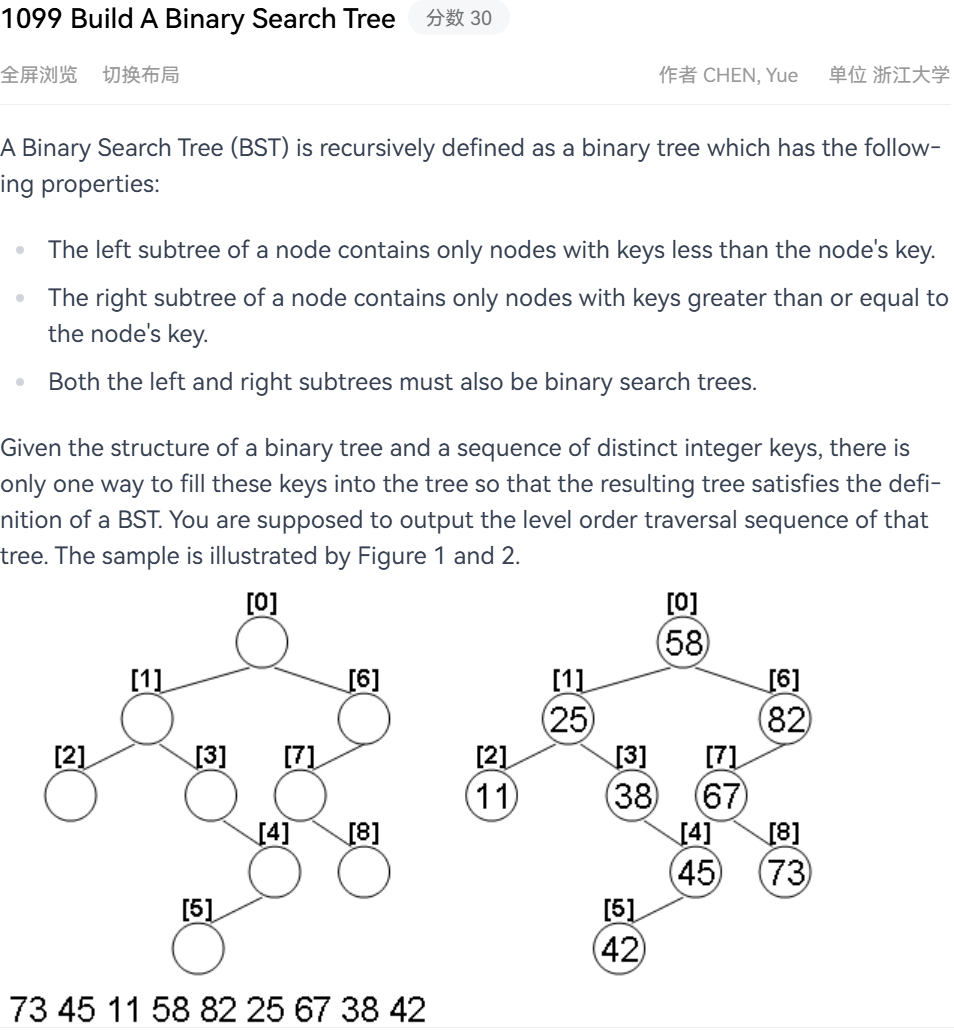 1099 Build A Binary Search Tree 分数 30
全屏浏览 切换布局 作者 CHEN, Yue 单位 浙江大学
A Binary Search Tree (BST) is recursively defined as a binary tree which has the follow-
ing properties:
The left subtree of a node contains only nodes with keys less than the node's key.
The right subtree of a node contains only nodes with keys greater than or equal to
the node's key.
Both the left and right subtrees must also be binary search trees.
Given the structure of a binary tree and a sequence of distinct integer keys, there is
only one way to fill these keys into the tree so that the resulting tree satisfies the defi-
nition of a BST. You are supposed to output the level order traversal sequence of that
tree. The sample is illustrated by Figure 1 and 2.
[0] [0]
58
[1] [6] [1] [6]
25 82
[2] [3] [7] [2] [3] [7]
11 38 67
[4] [8] [4] [8]
45 73
[5] [5]
42
73 45 11 58 82 25 67 38 42